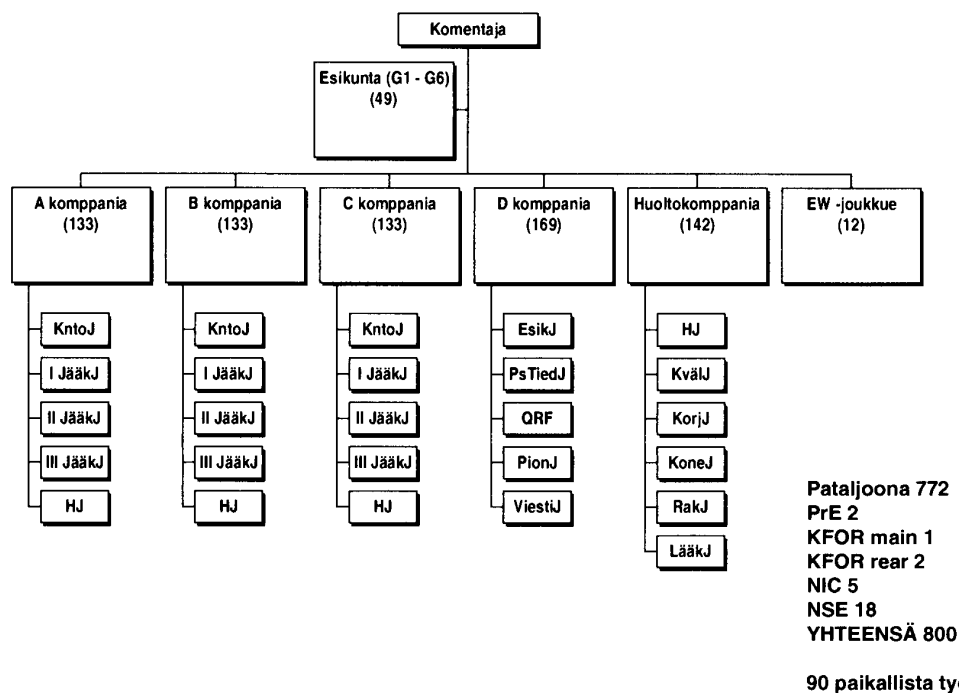 Komentaja
Esikunta (G1 - G6)
(49)
A komppania
(133)
B komppania
(133)
C komppania
(133)
D komppania
(169)
Huoltokomppania
(142)
EW -joukkue
(12)
KntoJ
I JääkJ
II JääkJ
III JääkJ
HJ
KntoJ
I JääkJ
II JääkJ
III JääkJ
HJ
KntoJ
I JääkJ
II JääkJ
III JääkJ
HJ
EsikJ
PsTiedJ
QRF
PionJ
ViestiJ
HJ
KválJ
KorjJ
KoneJ
RakJ
LääkJ
Pataljoona 772
PrE 2
KFOR main 1
KFOR rear 2
NIC 5
NSE 18
YHTEENSÄ 800
90 paikallista